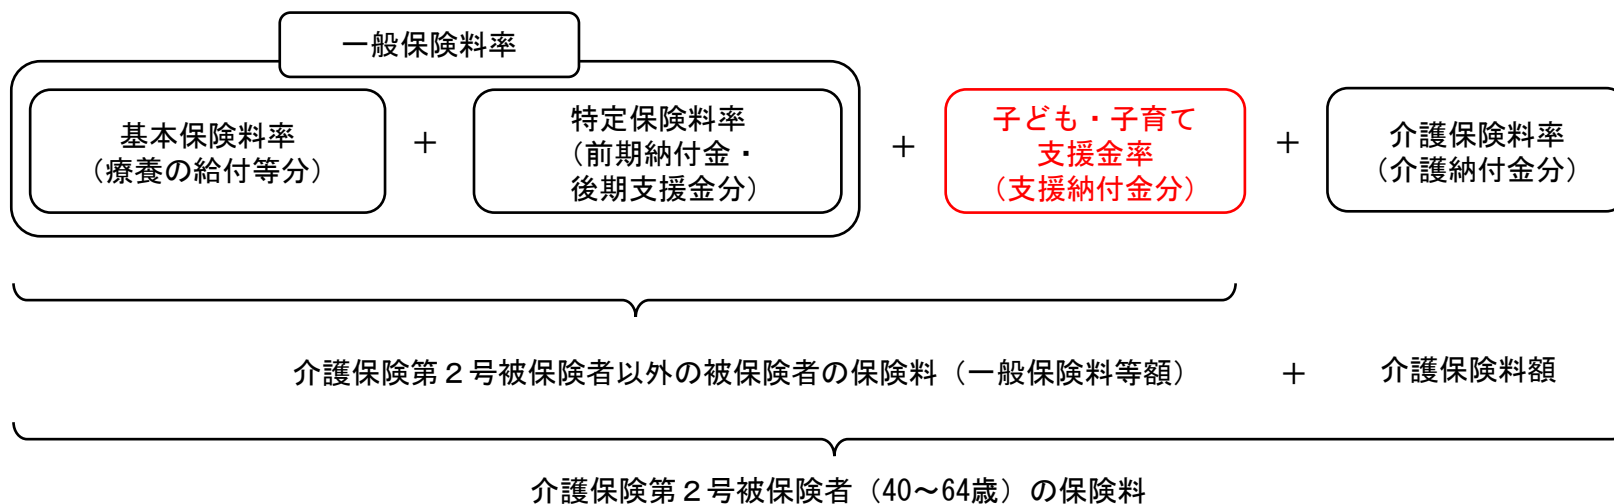 一般保険料率
基本保険料率
（療養の給付等分）
＋
特定保険料率
（前期納付金・
後期支援金分）
＋
子ども・子育て
支援金率
（支援納付金分）
＋
介護保険料率
（介護納付金分）
介護保険第２号被保険者以外の被保険者の保険料（一般保険料等額）　＋　介護保険料額
介護保険第２号被保険者（40～64歳）の保険料